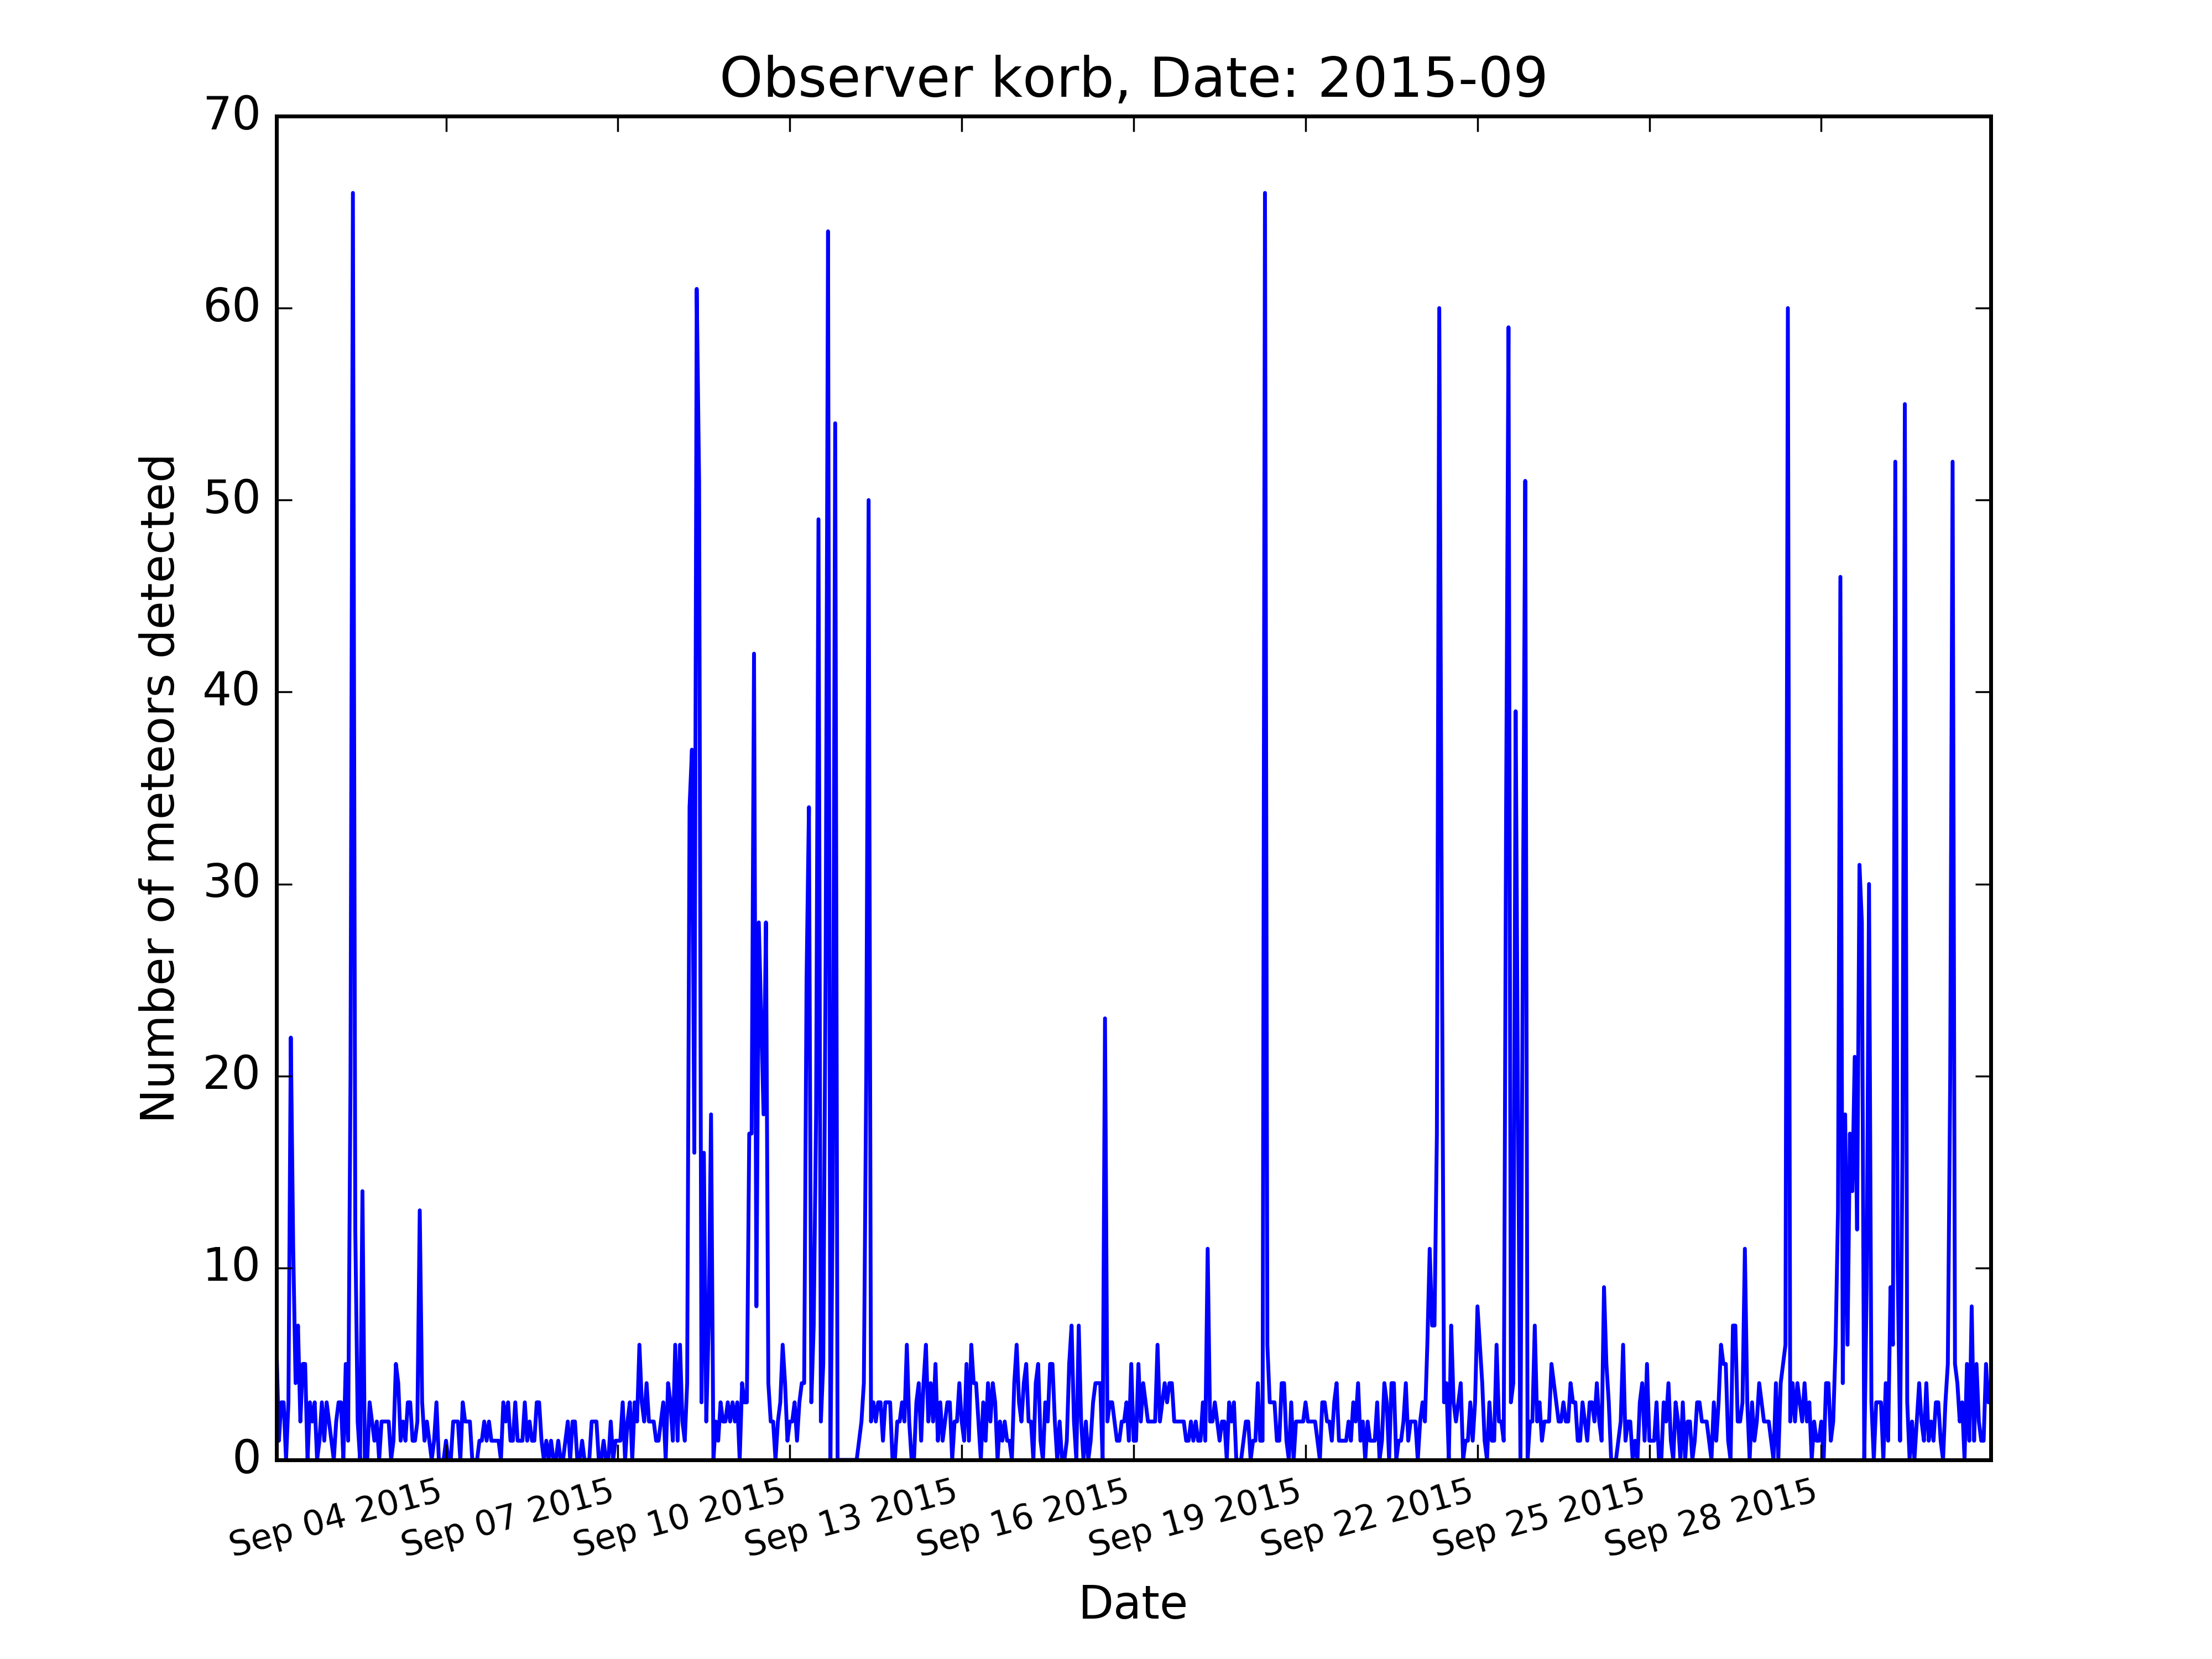 Observer korb, Date: 2015-09
70
60
50
40
30
20
10
0
Number of meteors detected
Sep 04 2015
Sep 07 2015
Sep 10 2015
Sep 13 2015
Sep 16 2015
Sep 19 2015
Sep 22 2015
Sep 25 2015
Sep 28 2015
Date